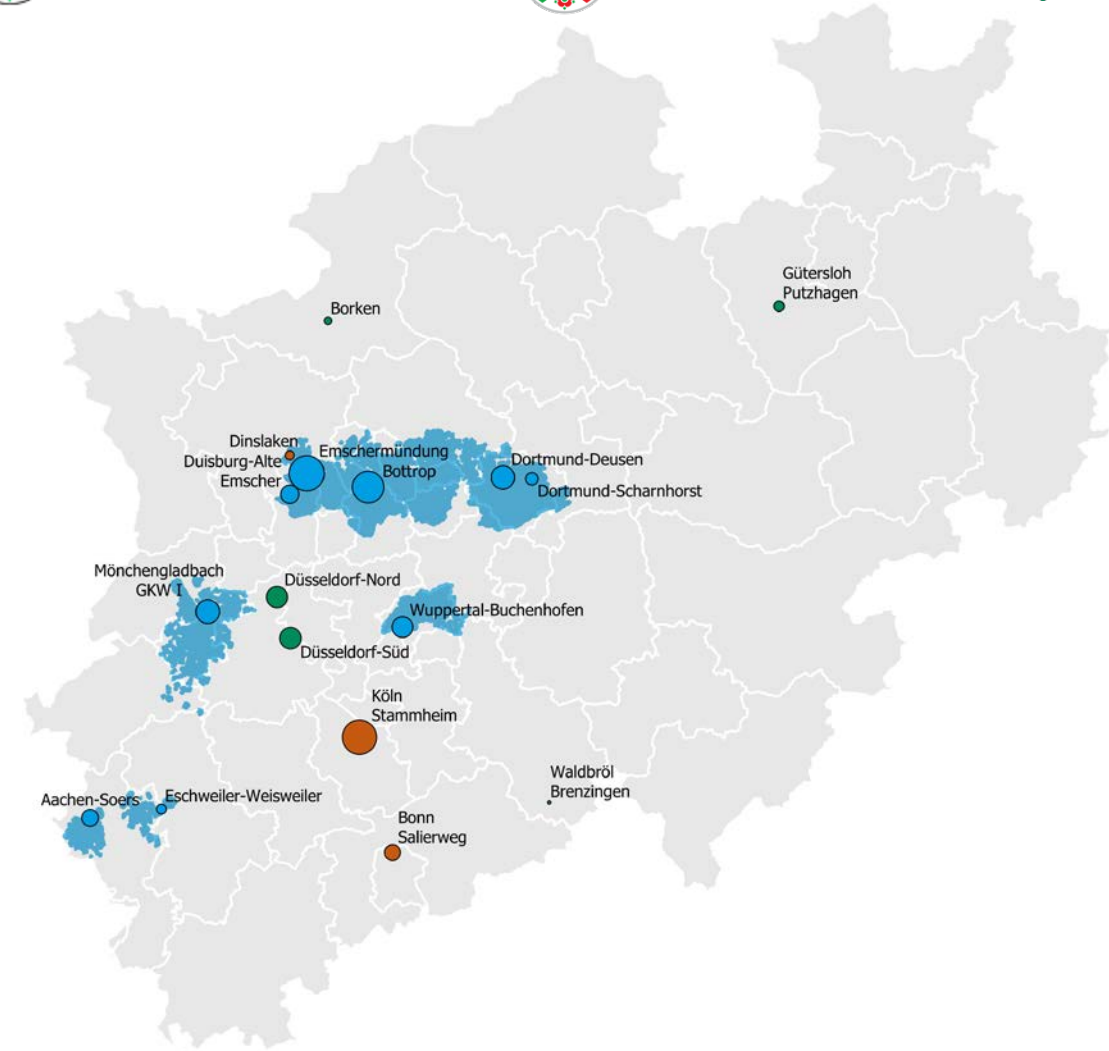 Gütersloh
Putzhagen
Borken
Dinslaken
Duisburg-Alte
Emscher
Emschermündung
Bottrop
Dortmund-Deusen
Dortmund-Scharnhorst
Mönchengladbach
GKW I
Düsseldorf-Nord
Düsseldorf-Süd
Wuppertal-Buchenhofen
Köln
Stammheim
Waldbröl
Brenzingen
Aachen-Soers
Eschweiler-Weisweiler
Bonn
Salierweg